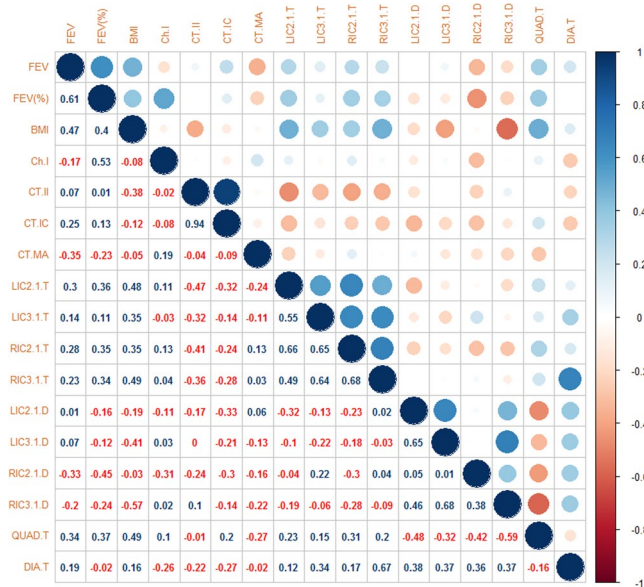 FEV FEV(%) BMI Ch.I CT.II CT.IC CT.MA LIC2.1.T LIC3.1.T RIC2.1.T RIC3.1.T LIC2.1.D LIC3.1.D RIC2.1.D RIC3.1.D QUAD.T DIA.T
FEV 1
FEV(%) 0.61 0.8
BMI 0.47 0.4
Ch.I -0.17 0.53 -0.08 0.6
CT.II 0.07 0.01 -0.38 -0.02
CT.IC 0.25 0.13 -0.12 -0.08 0.94 0.4
CT.MA -0.35 -0.23 -0.05 0.19 -0.04 -0.09 0.2
LIC2.1.T 0.3 0.36 0.48 0.11 -0.47 -0.32 -0.24
LIC3.1.T 0.14 0.11 0.35 -0.03 -0.32 -0.14 -0.11 0.55 0
RIC2.1.T 0.28 0.35 0.35 0.13 -0.41 -0.24 0.13 0.66 0.65 -0.2
RIC3.1.T 0.23 0.34 0.49 0.04 -0.36 -0.28 0.03 0.49 0.64 0.68
LIC2.1.D 0.01 -0.16 -0.19 -0.11 -0.17 -0.33 0.06 -0.32 -0.13 -0.23 0.02 -0.4
LIC3.1.D 0.07 -0.12 -0.41 0.03 0 -0.21 -0.13 -0.1 -0.22 -0.18 -0.03 0.65
RIC2.1.D -0.33 -0.45 -0.03 -0.31 -0.24 -0.3 -0.16 -0.04 0.22 -0.3 0.04 0.05 0.01 -0.6
RIC3.1.D -0.2 -0.24 -0.57 0.02 0.1 -0.14 -0.22 -0.19 -0.06 -0.28 -0.09 0.46 0.68 0.38 -0.8
QUAD.T 0.34 0.37 0.49 0.1 -0.01 0.2 -0.27 0.23 0.15 0.31 0.2 -0.48 -0.32 -0.42 -0.59
DIA.T 0.19 -0.02 0.16 -0.26 -0.22 -0.27 -0.02 0.12 0.34 0.17 0.67 0.38 0.36 0.37 0.36 -0.16 -1